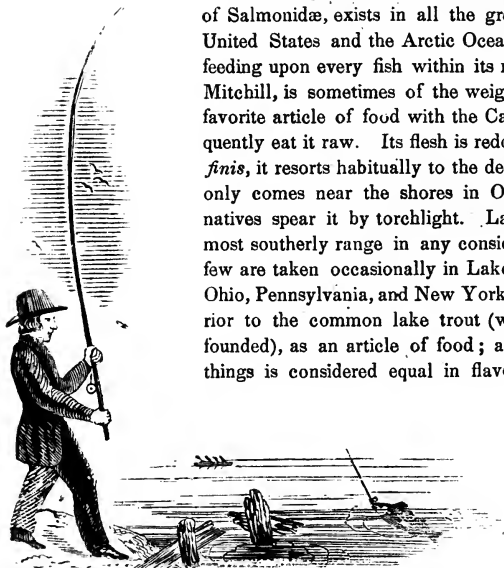 of Salmonidæ, exists in all the gr
United States and the Arctic Ocea
feeding upon every fish within its
Mitchill, is sometimes of the weig
favorite article of food with the Ca
quently eat it raw. Its flesh is redd
finis, it resorts habitually to the de
only comes near the shores in O
natives spear it by torchlight. La
most southerly range in any consid
few are taken occasionally in Lake
Ohio, Pennsylvania, and New York
rior to the common lake trout (w
founded), as an article of food; a
things is considered equal in flav